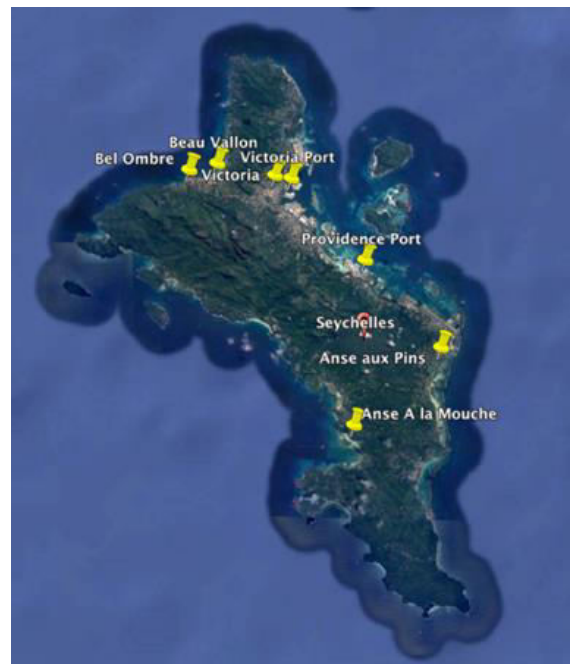 Beau Vallon
Bel Ombre
Victoria Port
Victoria
Providence Port
Seychelles
Anse aux Pins
Anse A la Mouche